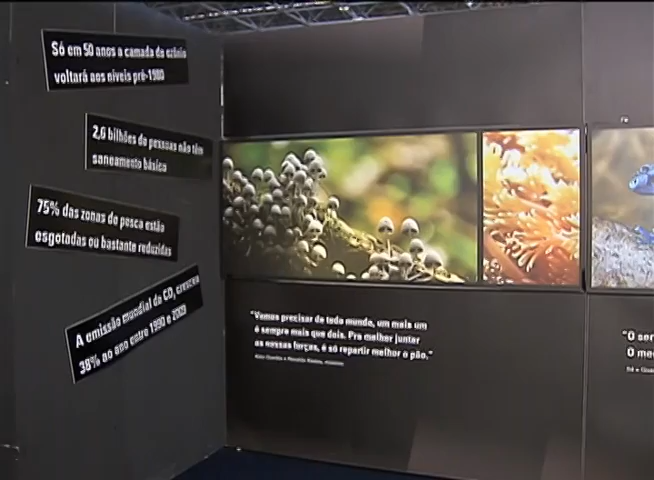 Só em 50 anos a camada de ozônio
voltará aos níveis pré-1980
2,6 bilhões de pessoas não têm
saneamento básico
75% das zonas de pesca estão
esgotadas ou bastante reduzidas
A emissão mundial de CO₂ cresceu
38% ao ano entre 1990 e 2009
"Vamos precisar de todo mundo, um mais um
é sempre mais que dois. Pra melhor juntar
as nossas forças, é só repartir melhor o pão."
"O
O